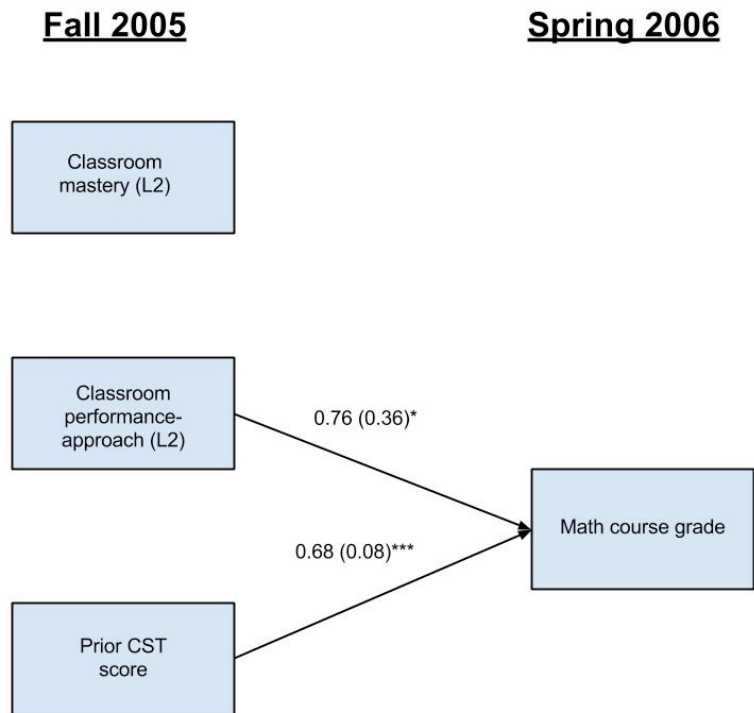 Fall 2005
Spring 2006
Classroom
mastery (L2)
Classroom
performance-
approach (L2)
0.76 (0.36)*
Math course grade
0.68 (0.08)***
Prior CST
score